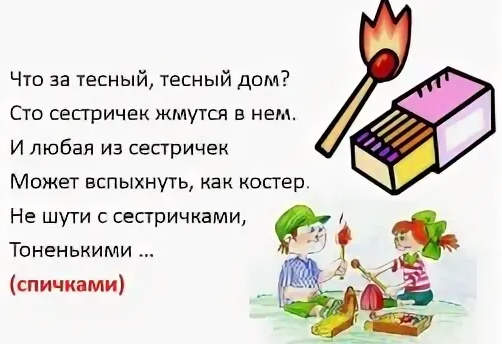 Что за тесный, тесный дом?
Сто сестричек жмутся в нем.
И любая из сестричек
Может вспыхнуть, как костер.
Не шути с сестричками,
Тоненькими ...
(спичками)